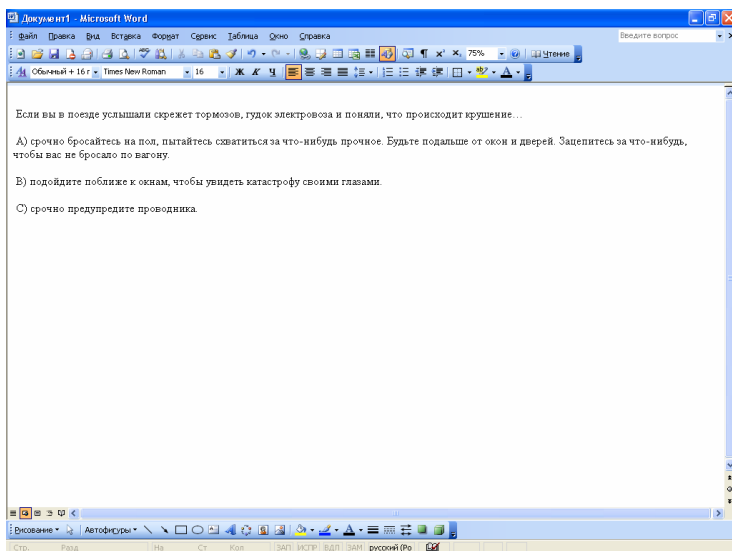 Документ1 - Microsoft Word
Файл Правка Вид Вставка Формат Сервис Таблица Окно Справка Введите вопрос
75% Чтение
Обычный + 16 г Times New Roman 16 Ж К Ч
Если вы в поезде услышали скрежет тормозов, гудок электровоза и поняли, что происходит крушение…
А) срочно бросайтесь на пол, пытайтесь схватиться за что-нибудь прочное. Будьте подальше от окон и дверей. Зацепитесь за что-нибудь,
чтобы вас не бросало по вагону.
В) подойдите поближе к окнам, чтобы увидеть катастрофу своими глазами.
С) срочно предупредите проводника.
Рисование Автофигуры
Стр. Разд На Ст Кол ЗАП ИСПР ВДЛ ЗАМ русский (Ро